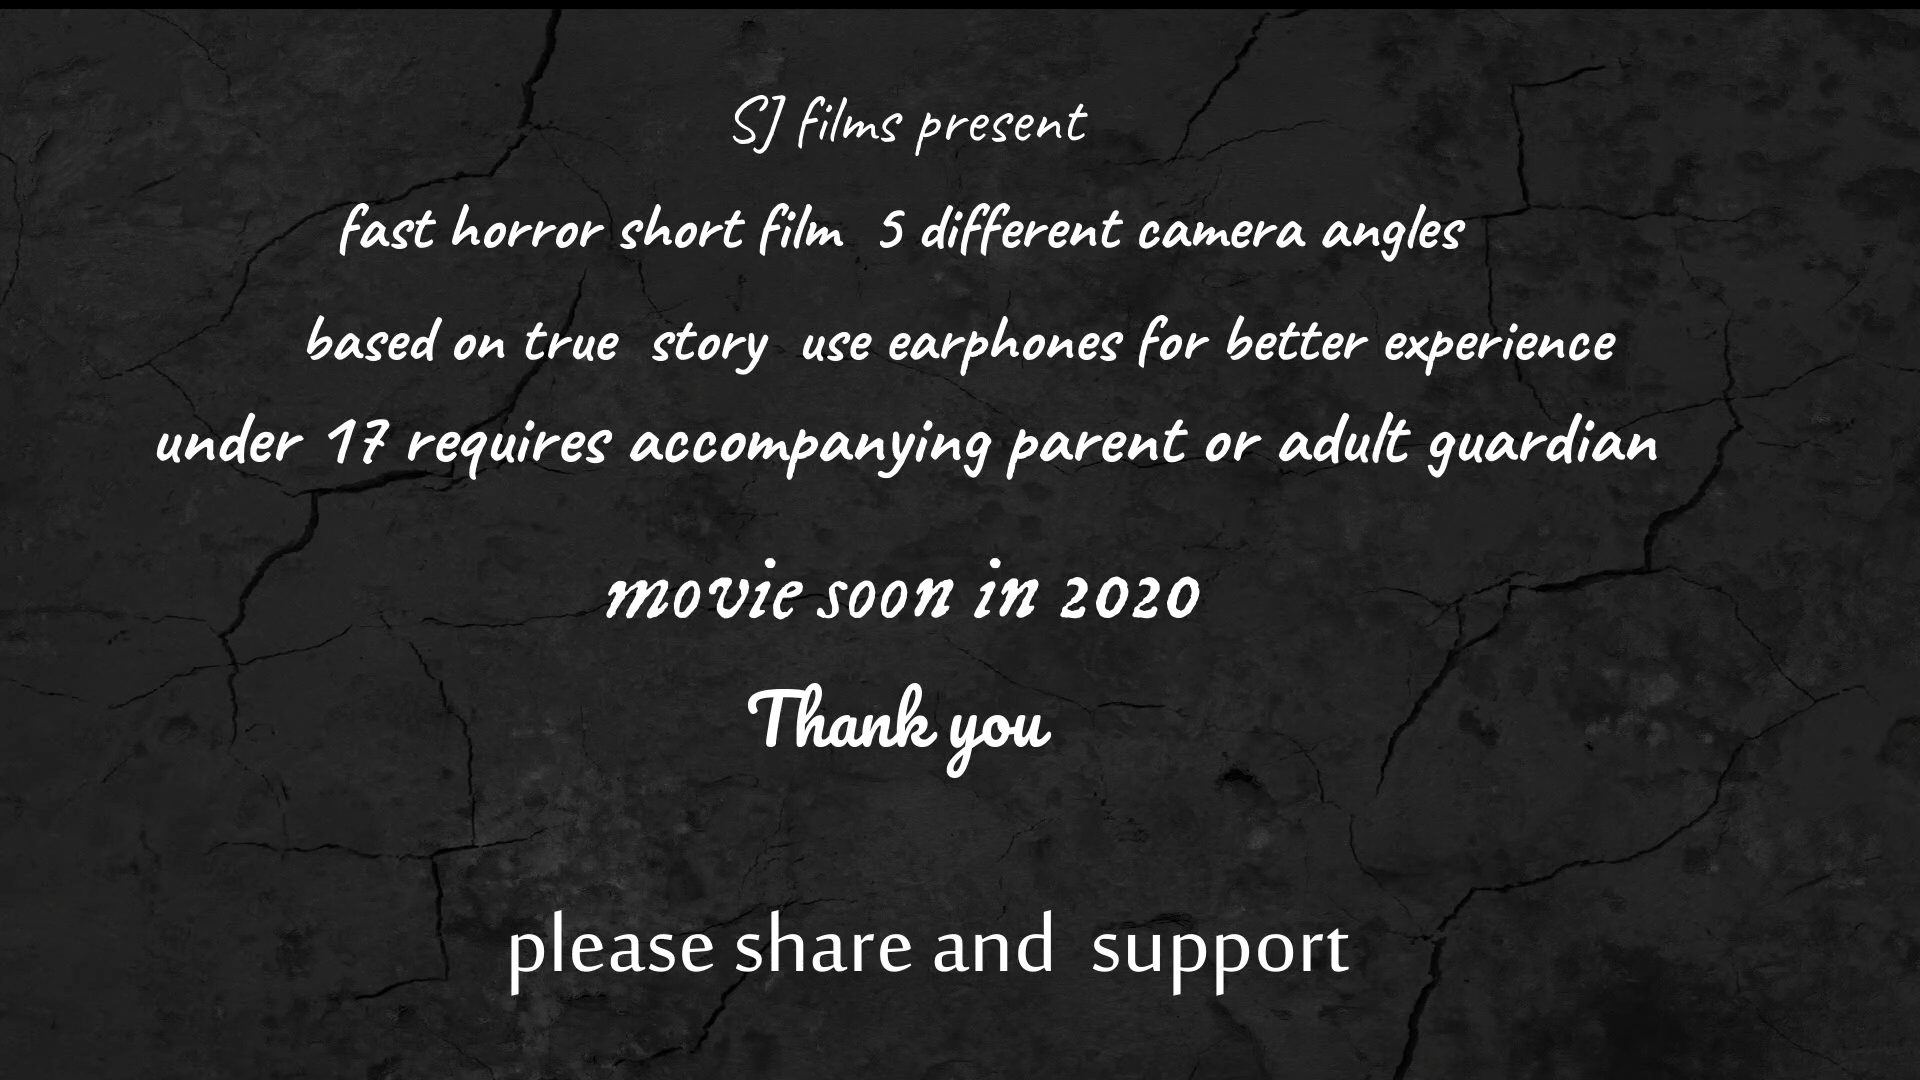 SJ films present
fast horror short film 5 different camera angles
based on true story use earphones for better experience
under 17 requires accompanying parent or adult guardian
movie soon in 2020
Thank you
please share and support